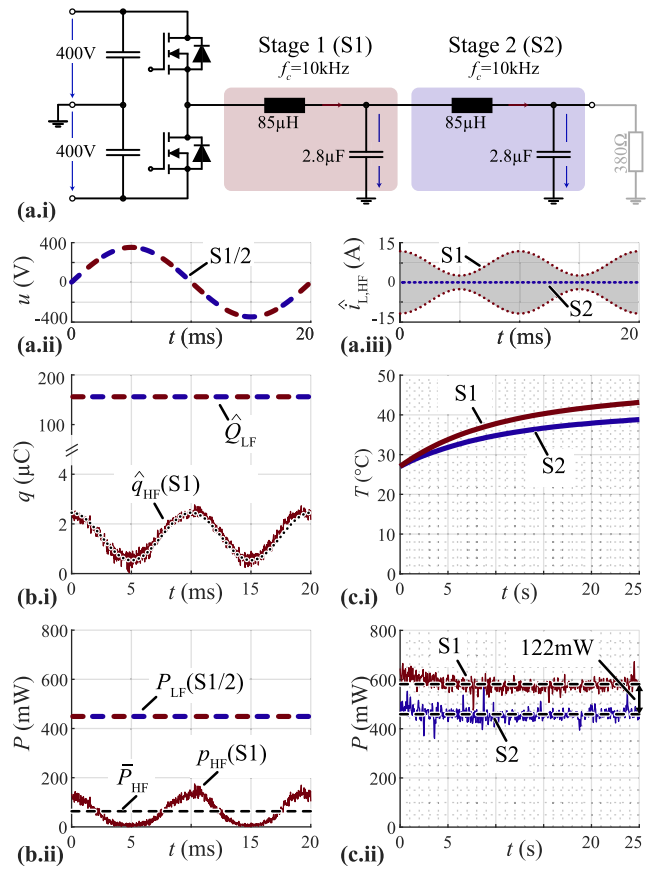 400V
400V
Stage 1 (S1)
f_c=10kHz
85µH
2.8µF
Stage 2 (S2)
f_c=10kHz
85µH
2.8µF
380Ω
(a.i)
u (V)
400
0
-400
S1/2
0
10
20
t (ms)
(a.ii)
î_L,HF (A)
15
0
-15
S1
S2
0
10
20
t (ms)
(a.iii)
q (µC)
200
100
4
2
0
Q̂_LF
q̂_HF(S1)
0
5
10
15
20
t (ms)
(b.i)
T (°C)
50
40
30
20
10
0
S1
S2
0
5
10
15
20
25
t (s)
(c.i)
P (mW)
800
600
400
200
0
P_LF(S1/2)
P̅_HF
p_HF(S1)
0
5
10
15
20
t (ms)
(b.ii)
P (mW)
800
600
400
200
0
S1
122mW
S2
0
5
10
15
20
25
t (s)
(c.ii)